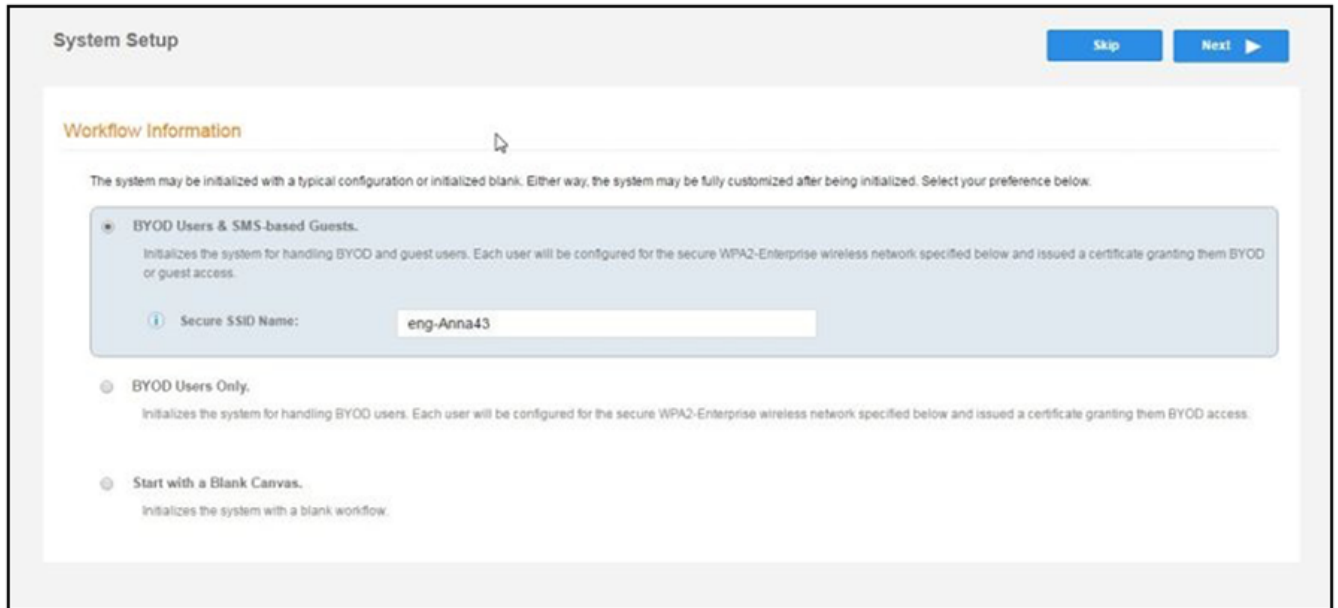 System Setup
Skip
Next
Workflow Information
The system may be initialized with a typical configuration or initialized blank. Either way, the system may be fully customized after being initialized. Select your preference below.
BYOD Users & SMS-based Guests.
Initializes the system for handling BYOD and guest users. Each user will be configured for the secure WPA2-Enterprise wireless network specified below and issued a certificate granting them BYOD
or guest access.
Secure SSID Name:
eng-Anna43
BYOD Users Only.
Initializes the system for handling BYOD users. Each user will be configured for the secure WPA2-Enterprise wireless network specified below and issued a certificate granting them BYOD access.
Start with a Blank Canvas.
Initializes the system with a blank workflow.